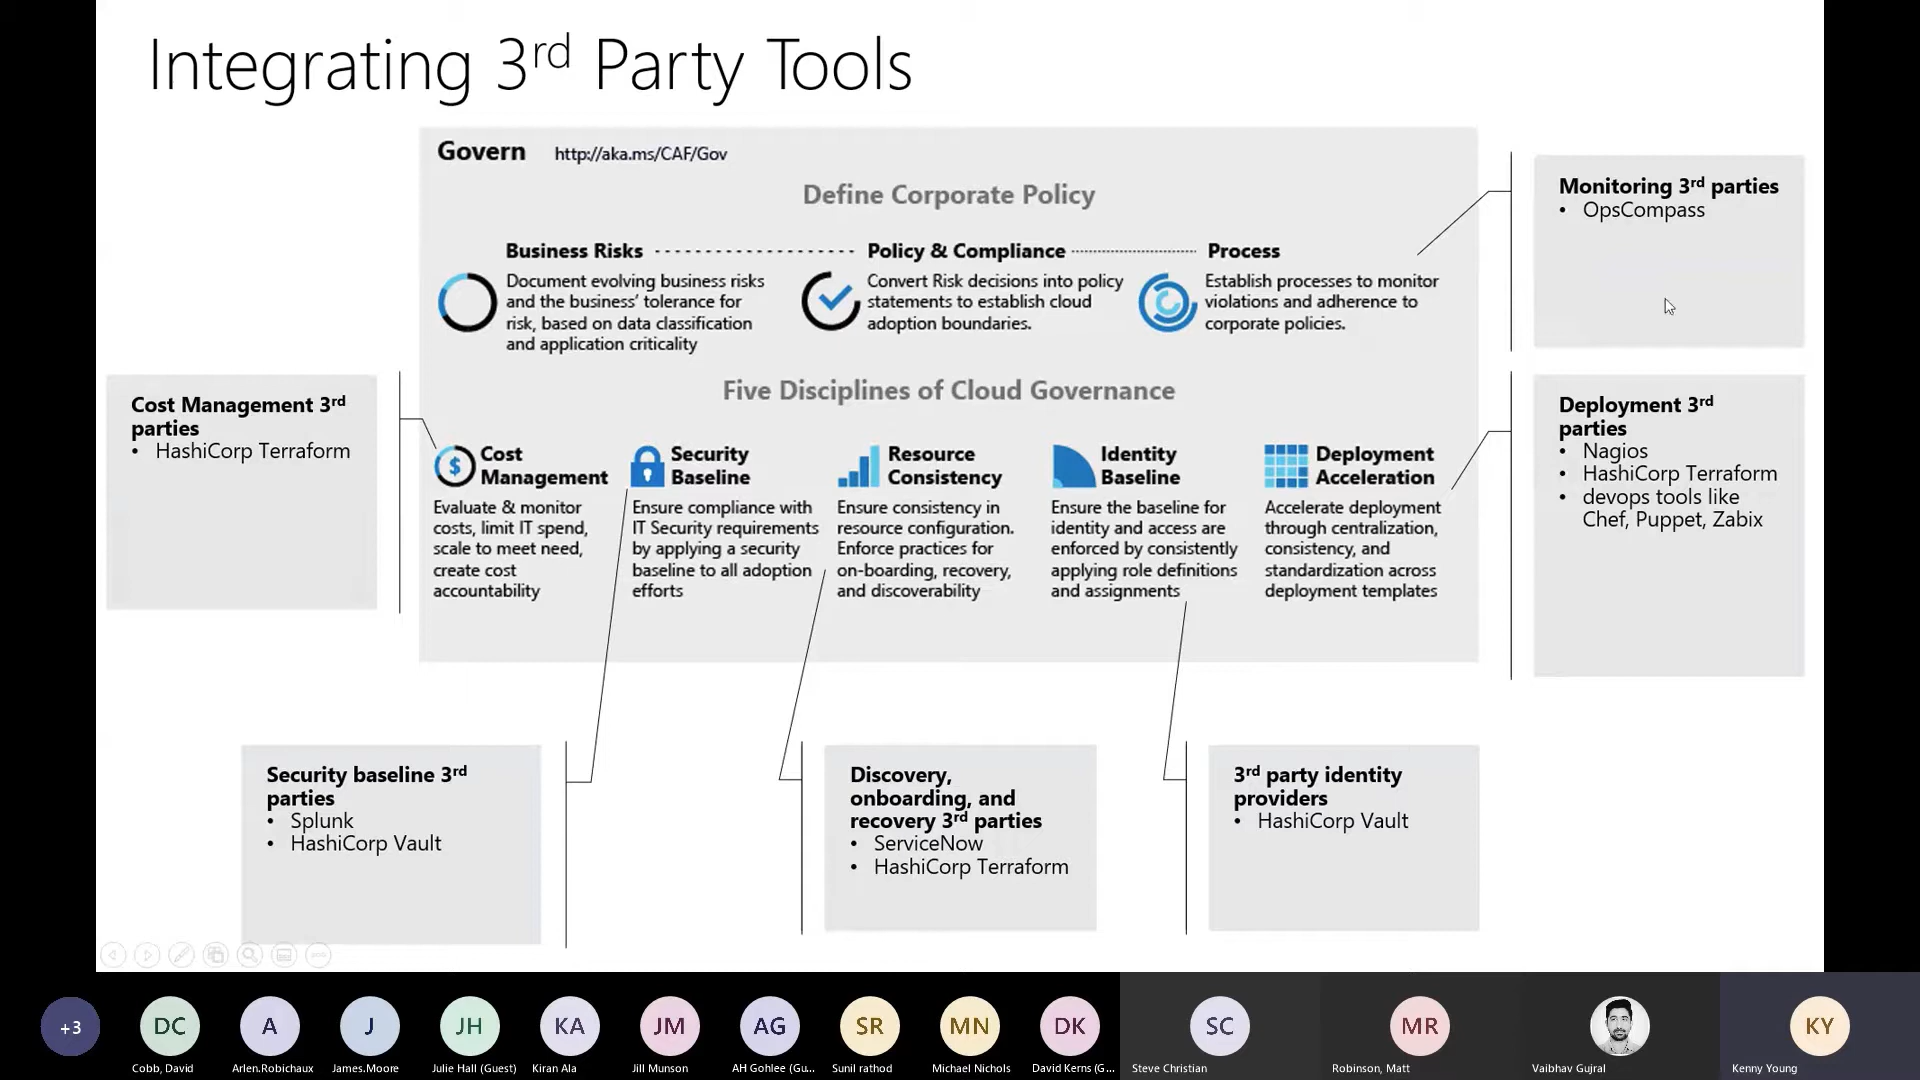 Integrating 3rd Party Tools
Govern http://aka.ms/CAF/Gov
Define Corporate Policy
Business Risks
Document evolving business risks
and the business’ tolerance for
risk, based on data classification
and application criticality
Policy & Compliance
Convert Risk decisions into policy
statements to establish cloud
adoption boundaries.
Process
Establish processes to monitor
violations and adherence to
corporate policies.
Monitoring 3rd parties
• OpsCompass
Five Disciplines of Cloud Governance
Cost Management 3rd
parties
• HashiCorp Terraform
Cost
Management
Evaluate & monitor
costs, limit IT spend,
scale to meet need,
create cost
accountability
Security
Baseline
Ensure compliance with
IT Security requirements
by applying a security
baseline to all adoption
efforts
Resource
Consistency
Ensure consistency in
resource configuration.
Enforce practices for
on-boarding, recovery,
and discoverability
Identity
Baseline
Ensure the baseline for
identity and access are
enforced by consistently
applying role definitions
and assignments
Deployment
Acceleration
Accelerate deployment
through centralization,
consistency, and
standardization across
deployment templates
Deployment 3rd
parties
• Nagios
• HashiCorp Terraform
• devops tools like
Chef, Puppet, Zabix
Security baseline 3rd
parties
• Splunk
• HashiCorp Vault
Discovery,
onboarding, and
recovery 3rd parties
• ServiceNow
• HashiCorp Terraform
3rd party identity
providers
• HashiCorp Vault
+3 DC A J JH KA JM AG SR MN DK SC MR KY
Cobb, David Arlen.Robichaux James.Moore Julie Hall (Guest) Kiran Ala Jill Munson AH Gohlee (Gu... Sunil rathod Michael Nichols David Kerns (G... Steve Christian Robinson, Matt Vaibhav Gujral Kenny Young